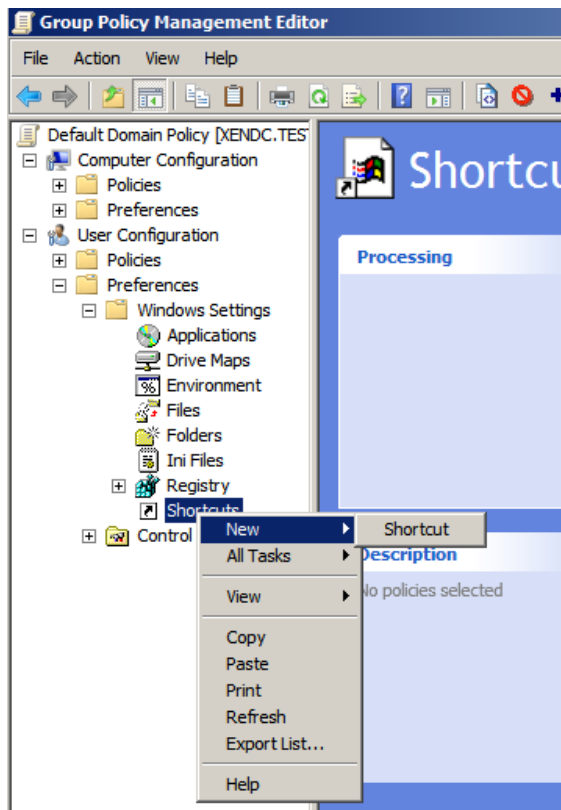 Group Policy Management Editor
File Action View Help
Default Domain Policy [XENDC.TES
Computer Configuration
Policies
Preferences
User Configuration
Policies
Preferences
Windows Settings
Applications
Drive Maps
Environment
Files
Folders
Ini Files
Registry
Shortcuts
Control
New
All Tasks
View
Copy
Paste
Print
Refresh
Export List...
Help
Shortcut
Shortcu
Processing
Description
No policies selected